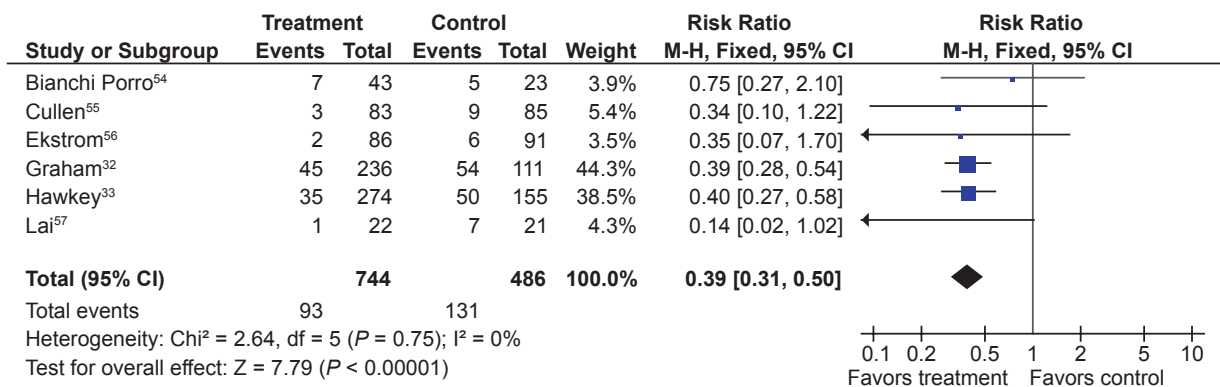 Treatment Control Risk Ratio Risk Ratio
Study or Subgroup Events Total Events Total Weight M-H, Fixed, 95% CI M-H, Fixed, 95% CI
Bianchi Porro⁵⁴ 7 43 5 23 3.9% 0.75 [0.27, 2.10]
Cullen⁵⁵ 3 83 9 85 5.4% 0.34 [0.10, 1.22]
Ekstrom⁵⁶ 2 86 6 91 3.5% 0.35 [0.07, 1.70]
Graham³² 45 236 54 111 44.3% 0.39 [0.28, 0.54]
Hawkey³³ 35 274 50 155 38.5% 0.40 [0.27, 0.58]
Lai⁵⁷ 1 22 7 21 4.3% 0.14 [0.02, 1.02]
Total (95% CI) 744 486 100.0% 0.39 [0.31, 0.50]
Total events 93 131
Heterogeneity: Chi² = 2.64, df = 5 (P = 0.75); I² = 0%
Test for overall effect: Z = 7.79 (P < 0.00001)
0.1 0.2 0.5 1 2 5 10
Favors treatment Favors control